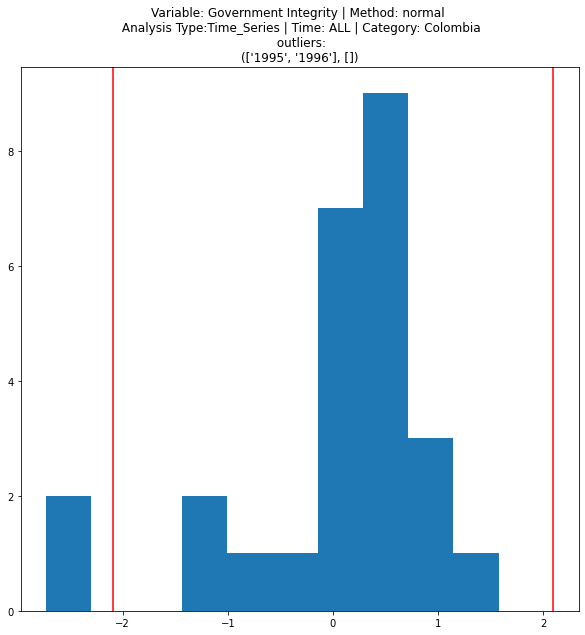 Variable: Government Integrity | Method: normal
Analysis Type:Time_Series | Time: ALL | Category: Colombia
outliers:
(['1995', '1996'], [])
8
6
4
2
0
−2
−1
0
1
2